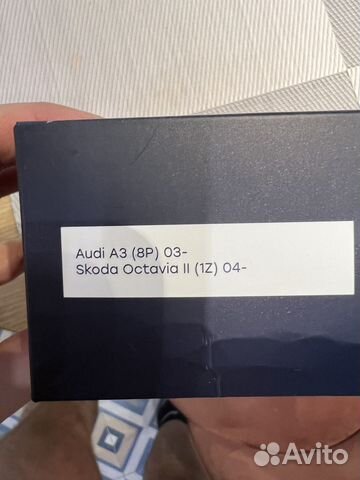 Audi A3 (8P) 03-
Skoda Octavia II (1Z) 04-
Avito